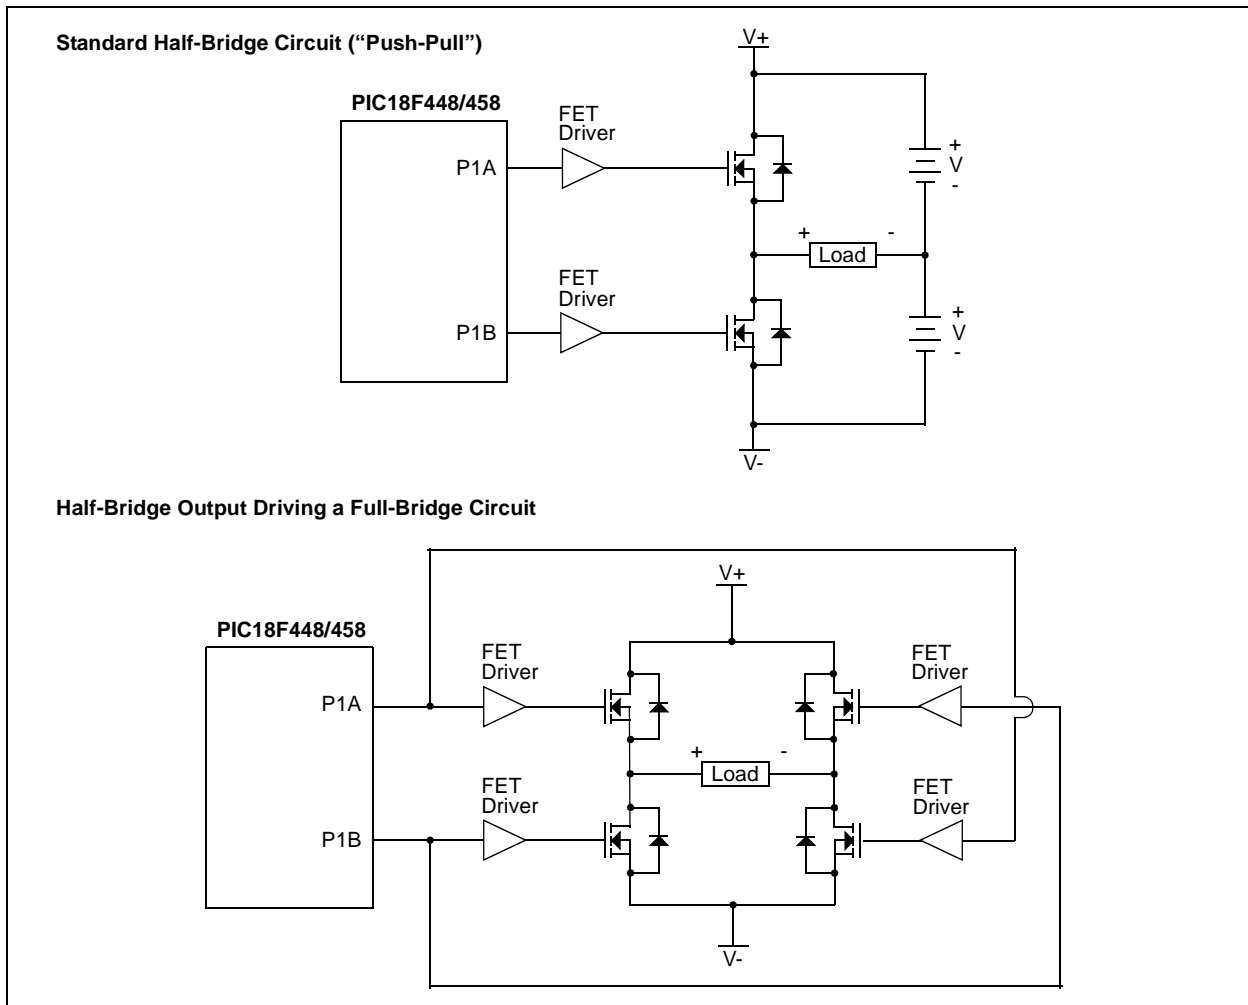 Standard Half-Bridge Circuit (“Push-Pull”)
V+
PIC18F448/458
FET
Driver
P1A
+
V
-
+ -
Load
FET
Driver
P1B
+
V
-
V-
Half-Bridge Output Driving a Full-Bridge Circuit
V+
PIC18F448/458
FET
Driver
FET
Driver
P1A
+ -
Load
FET
Driver
FET
Driver
P1B
V-